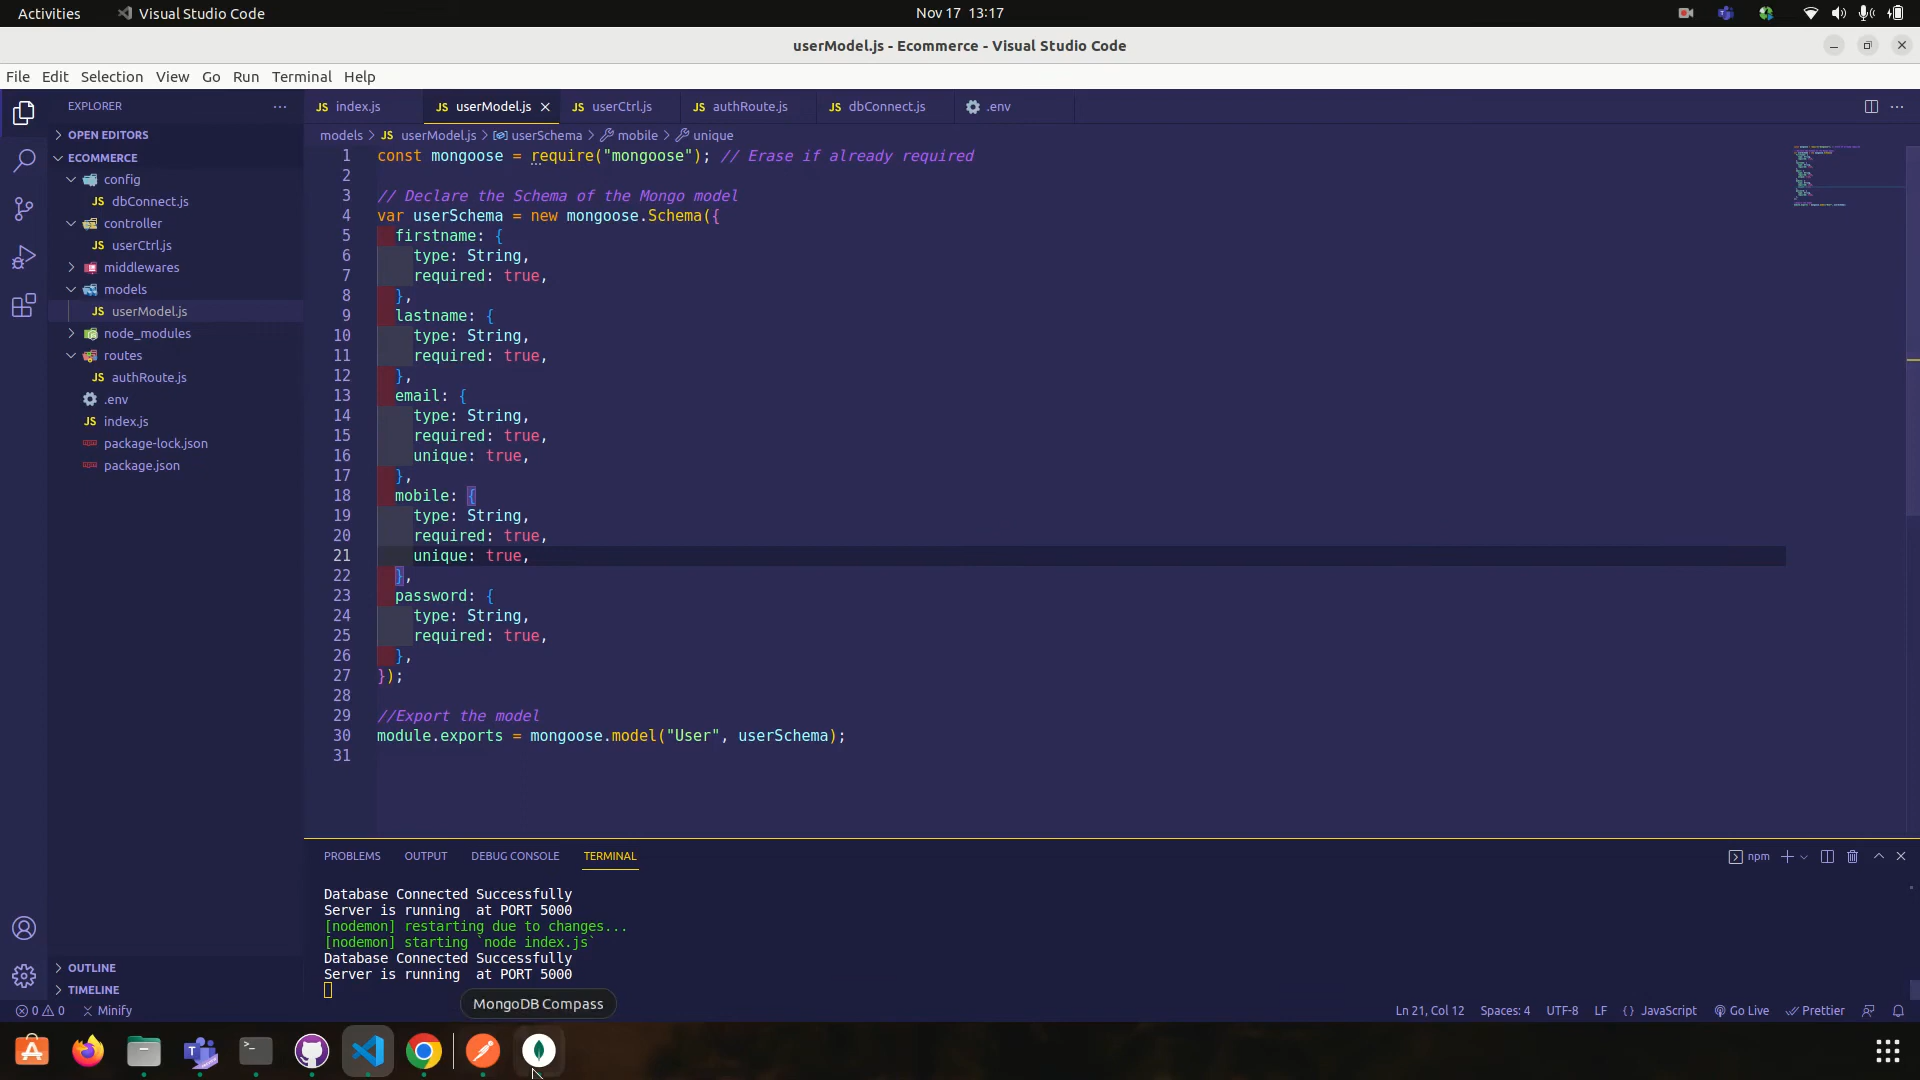 Activities Visual Studio Code Nov 17 13:17
userModel.js - Ecommerce - Visual Studio Code
File Edit Selection View Go Run Terminal Help
EXPLORER
OPEN EDITORS
ECOMMERCE
config
dbConnect.js
controller
userCtrl.js
middlewares
models
userModel.js
node_modules
routes
authRoute.js
.env
index.js
package-lock.json
package.json
OUTLINE
TIMELINE
JS index.js JS userModel.js JS userCtrl.js JS authRoute.js JS dbConnect.js .env
models > JS userModel.js > userSchema > mobile > unique
1 const mongoose = require("mongoose"); // Erase if already required
2
3 // Declare the Schema of the Mongo model
4 var userSchema = new mongoose.Schema({
5 firstname: {
6 type: String,
7 required: true,
8 },
9 lastname: {
10 type: String,
11 required: true,
12 },
13 email: {
14 type: String,
15 required: true,
16 unique: true,
17 },
18 mobile: {
19 type: String,
20 required: true,
21 unique: true,
22 },
23 password: {
24 type: String,
25 required: true,
26 },
27 });
28
29 //Export the model
30 module.exports = mongoose.model("User", userSchema);
31
PROBLEMS OUTPUT DEBUG CONSOLE TERMINAL npm
Database Connected Successfully
Server is running  at PORT 5000
[nodemon] restarting due to changes...
[nodemon] starting `node index.js`
Database Connected Successfully
Server is running  at PORT 5000
MongoDB Compass
0 0 Minify Ln 21, Col 12 Spaces: 4 UTF-8 LF {} JavaScript Go Live Prettier